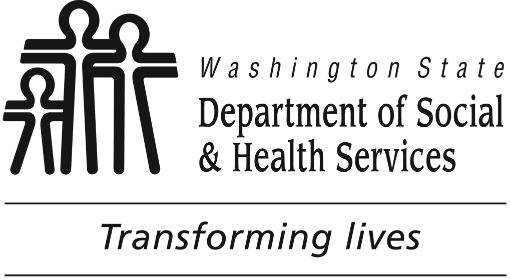 Washington State
Department of Social
& Health Services
Transforming lives